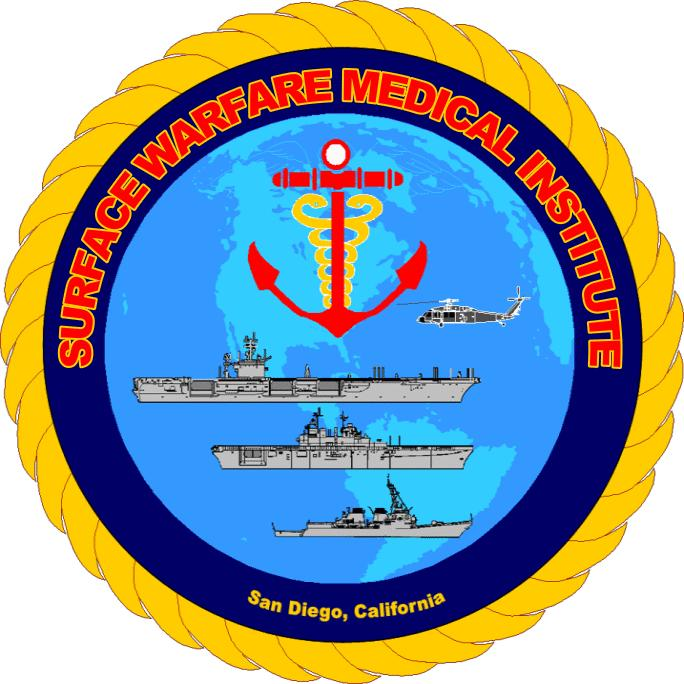 SURFACE WARFARE MEDICAL INSTITUTE
San Diego, California